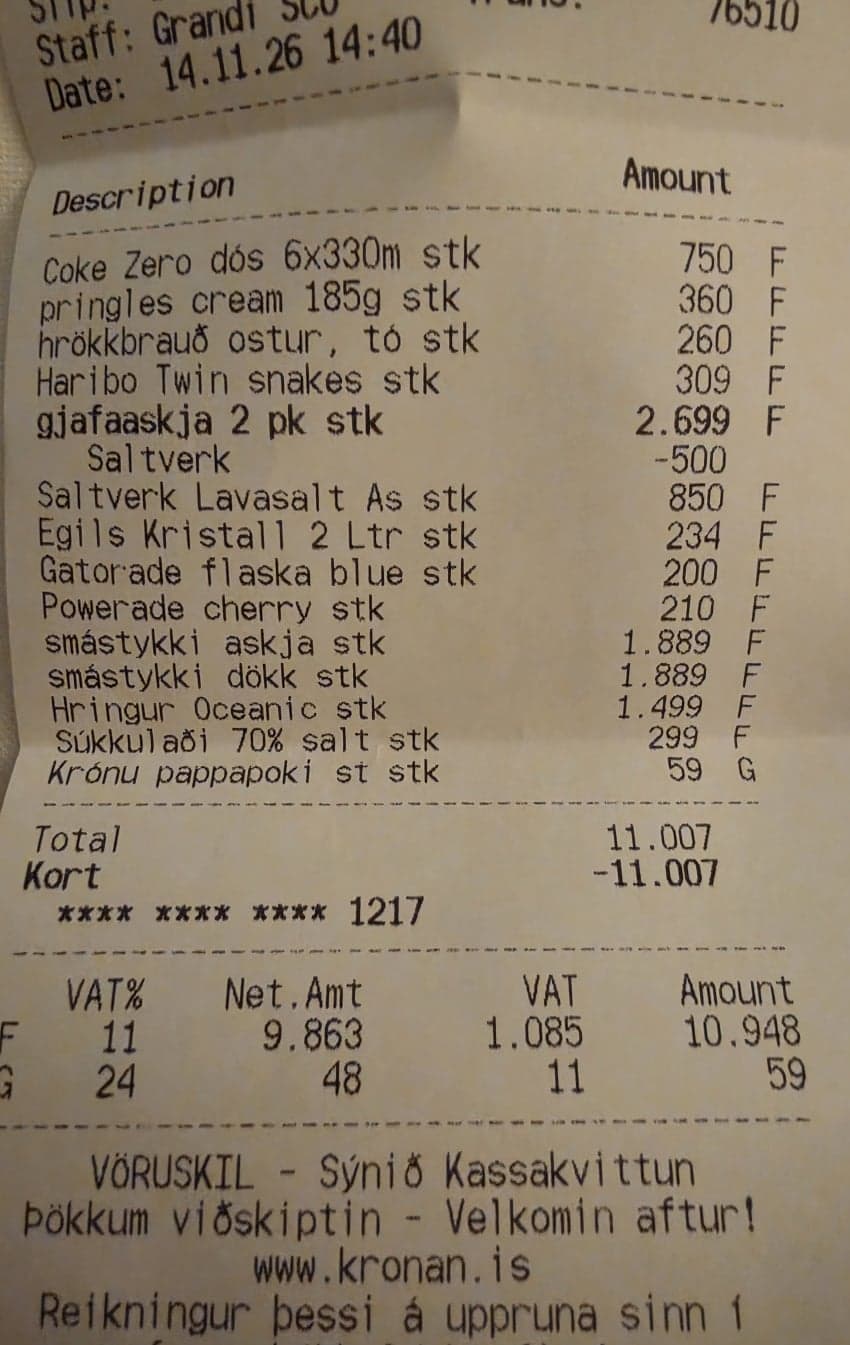 Staff: Grandi SCO 76510
Date: 14.11.26 14:40
Description Amount
Coke Zero dós 6x330m stk 750 F
pringles cream 185g stk 360 F
hrökkbrauð ostur, tó stk 260 F
Haribo Twin snakes stk 309 F
gjafaaskja 2 pk stk 2.699 F
Saltverk -500
Saltverk Lavasalt As stk 850 F
Egils Kristall 2 Ltr stk 234 F
Gatorade flaska blue stk 200 F
Powerade cherry stk 210 F
smástykki askja stk 1.889 F
smástykki dökk stk 1.889 F
Hringur Oceanic stk 1.499 F
Súkkulaði 70% salt stk 299 F
Krónu pappapoki st stk 59 G
Total 11.007
Kort -11.007
**** **** **** 1217
VAT% Net.Amt VAT Amount
F 11 9.863 1.085 10.948
G 24 48 11 59
VÖRUSKIL - Sýnið Kassakvittun
Þökkum viðskiptin - Velkomin aftur!
www.kronan.is
Reikningur þessi á uppruna sinn í